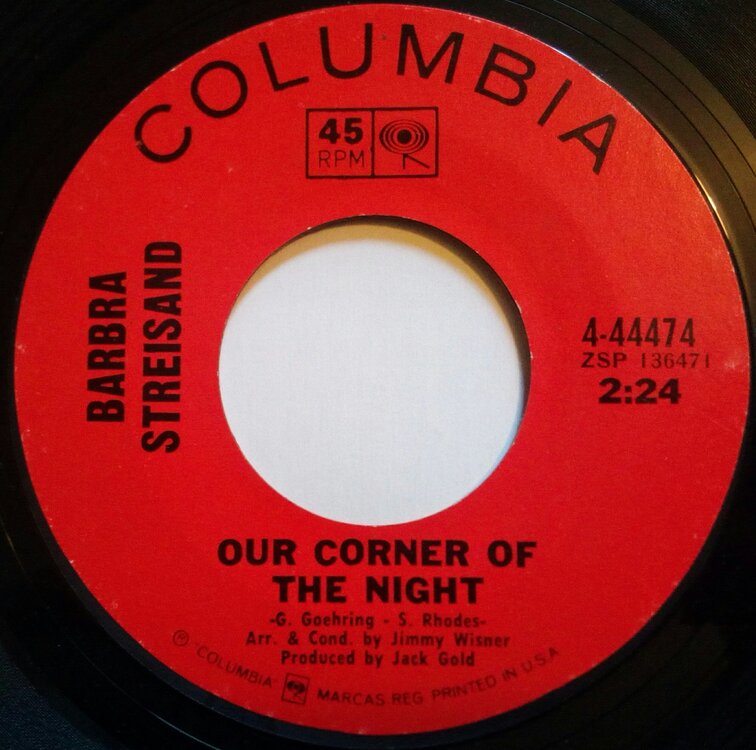 COLUMBIA
45
RPM
BARBRA
STREISAND
4-44474
ZSP 136471
2:24
OUR CORNER OF
THE NIGHT
-G. Goehring - S. Rhodes-
Arr. & Cond. by Jimmy Wisner
Produced by Jack Gold
Ⓟ "COLUMBIA" MARCAS REG PRINTED IN U.S.A